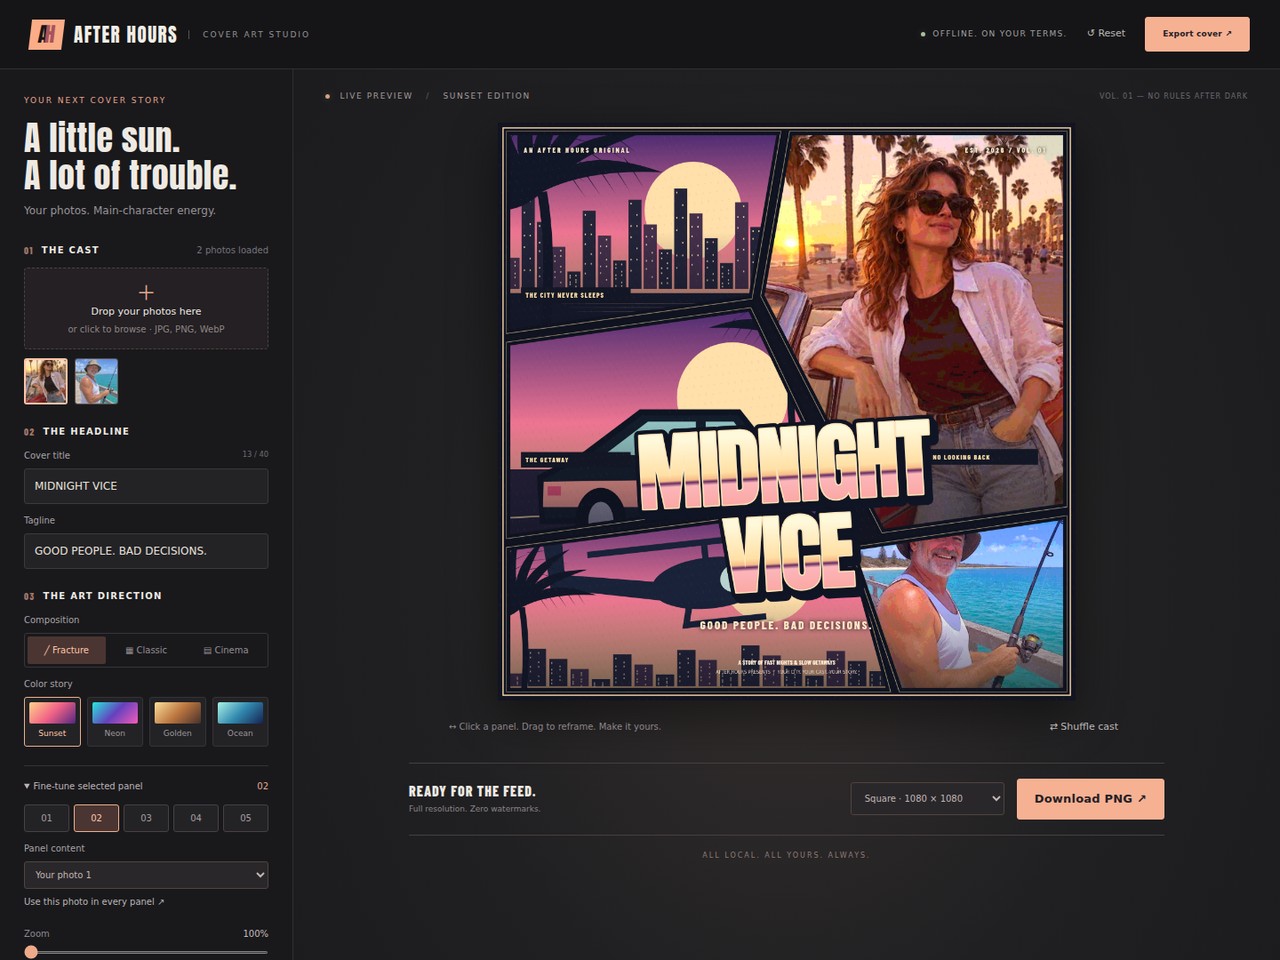 AH AFTER HOURS | COVER ART STUDIO
OFFLINE. ON YOUR TERMS.
↺ Reset
Export cover ↗
YOUR NEXT COVER STORY
A little sun.
A lot of trouble.
Your photos. Main-character energy.
01 THE CAST
2 photos loaded
+
Drop your photos here
or click to browse · JPG, PNG, WebP
02 THE HEADLINE
Cover title
13 / 40
MIDNIGHT VICE
Tagline
GOOD PEOPLE. BAD DECISIONS.
03 THE ART DIRECTION
Composition
╱ Fracture
▦ Classic
▤ Cinema
Color story
Sunset
Neon
Golden
Ocean
▾ Fine-tune selected panel
02
01
02
03
04
05
Panel content
Your photo 1
Use this photo in every panel ↗
Zoom
100%
LIVE PREVIEW / SUNSET EDITION
VOL. 01 — NO RULES AFTER DARK
AN AFTER HOURS ORIGINAL
EST. 2026 / VOL. 01
THE CITY NEVER SLEEPS
THE GETAWAY
NO LOOKING BACK
MIDNIGHT
VICE
GOOD PEOPLE. BAD DECISIONS.
A STORY OF FAST NIGHTS & SLOW GETAWAYS
↔ Click a panel. Drag to reframe. Make it yours.
⇄ Shuffle cast
READY FOR THE FEED.
Full resolution. Zero watermarks.
Square · 1080 × 1080
Download PNG ↗
ALL LOCAL. ALL YOURS. ALWAYS.